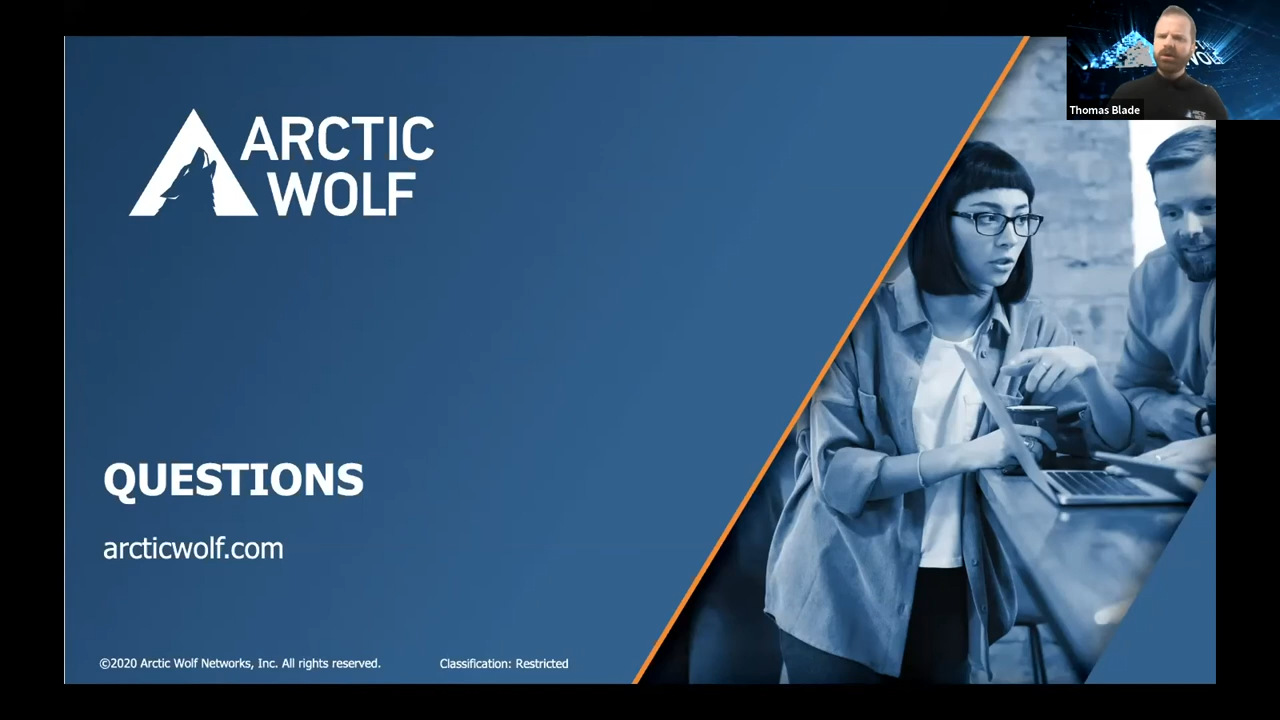 ARCTIC
WOLF
Thomas Blade
QUESTIONS
arcticwolf.com
©2020 Arctic Wolf Networks, Inc. All rights reserved.
Classification: Restricted